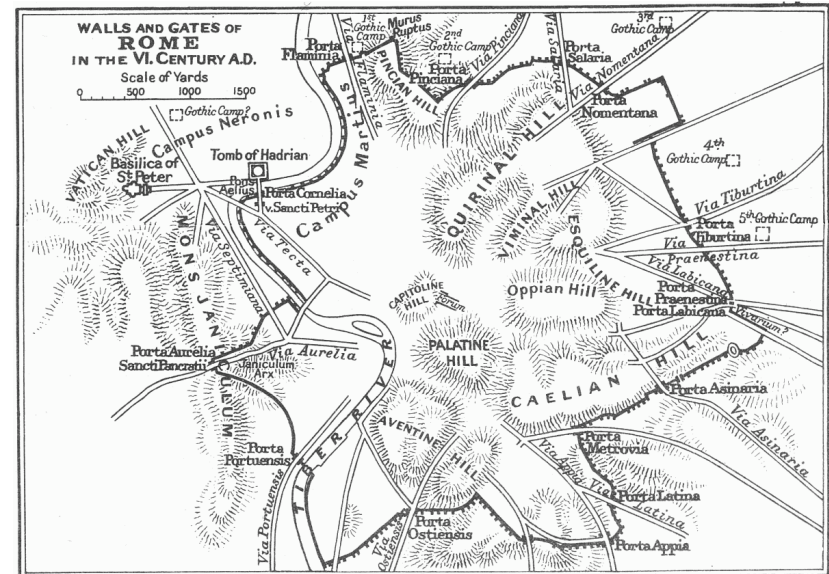 WALLS AND GATES OF
ROME
IN THE VI. CENTURY A.D.
Scale of Yards
0 500 1000 1500
Gothic Camp?
Campus Neronis
VATICAN HILL
Basilica of
St Peter
Tomb of Hadrian
Pons
Aelius
Porta Cornelia
v. Sancti Petri
Campus Martius
Porta
Flaminia
Via Flaminia
1st
Gothic
Camp
Murus
Ruptus
2nd
Gothic Camp
PINCIAN HILL
Porta
Pinciana
Via Pinciana
Via Salaria
Porta
Salaria
3rd
Gothic Camp
Via Nomentana
Porta
Nomentana
4th
Gothic Camp
QUIRINAL HILL
VIMINAL HILL
ESQUILINE HILL
Via Tiburtina
Porta
Tiburtina
5th Gothic Camp
Via
Praenestina
Via Labicana
Porta
Praenestina
Porta Labicana
Vivarium?
MONS JANICULEUM
Via Septimiana
Via Tecta
CAPITOLINE
HILL
Forum
Oppian Hill
PALATINE
HILL
Via Aurelia
Porta Aurelia
Sancti Pancratii
Janiculum
Arx
TIBER RIVER
CAELIAN HILL
Porta Asinaria
Via Asinaria
AVENTINE HILL
Porta
Metrovia
Via Appia
Porta
Portuensis
Via Portuensis
Via
Ostiensis
Porta
Ostiensis
Porta Latina
Via
Latina
Porta Appia